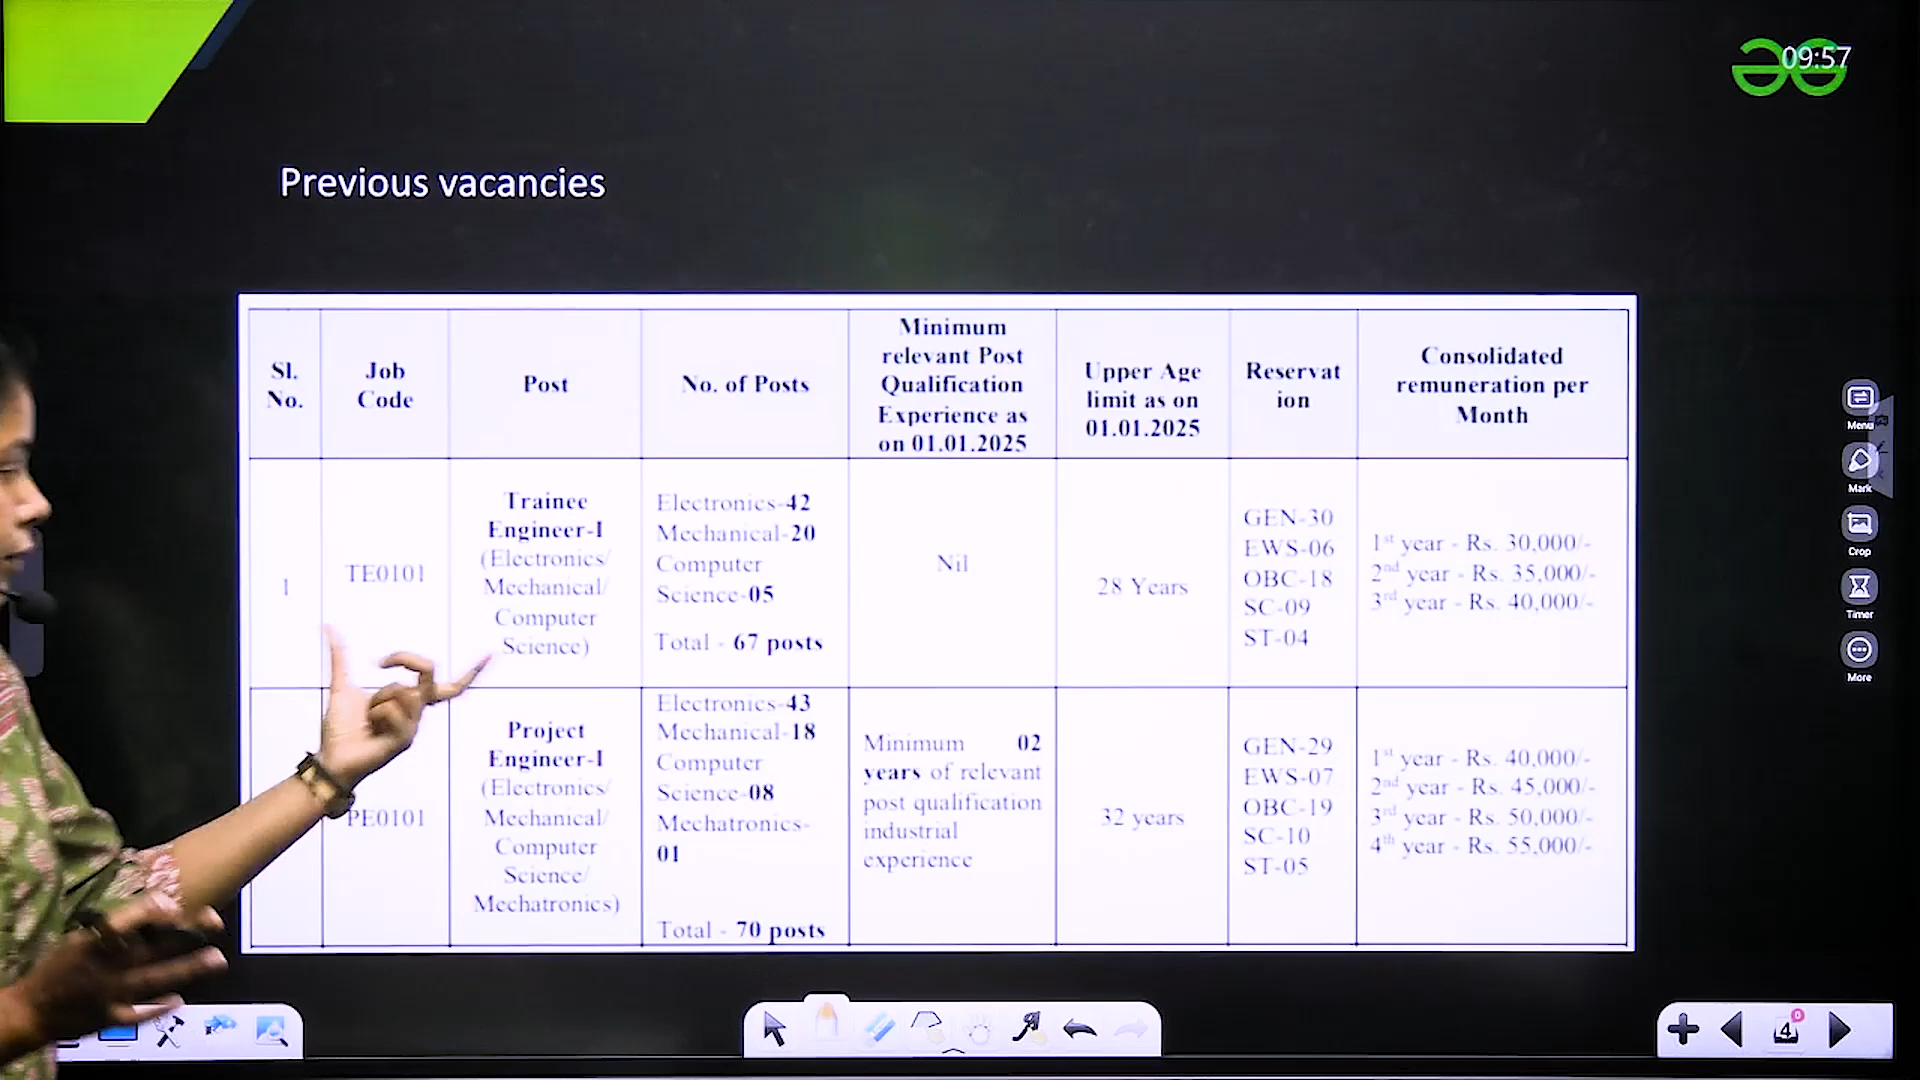 09:57
Previous vacancies
Sl.
No.
Job
Code
Post
No. of Posts
Minimum
relevant Post
Qualification
Experience as
on 01.01.2025
Upper Age
limit as on
01.01.2025
Reservat
ion
Consolidated
remuneration per
Month
1
TE0101
Trainee
Engineer-I
(Electronics/
Mechanical/
Computer
Science)
Electronics-42
Mechanical-20
Computer
Science-05
Total - 67 posts
Nil
28 Years
GEN-30
EWS-06
OBC-18
SC-09
ST-04
1st year - Rs. 30,000/-
2nd year - Rs. 35,000/-
3rd year - Rs. 40,000/-
PE0101
Project
Engineer-I
(Electronics/
Mechanical/
Computer
Science/
Mechatronics)
Electronics-43
Mechanical-18
Computer
Science-08
Mechatronics-
01
Total - 70 posts
Minimum 02
years of relevant
post qualification
industrial
experience
32 years
GEN-29
EWS-07
OBC-19
SC-10
ST-05
1st year - Rs. 40,000/-
2nd year - Rs. 45,000/-
3rd year - Rs. 50,000/-
4th year - Rs. 55,000/-
Menu
Mark
Crop
Timer
More
4
0